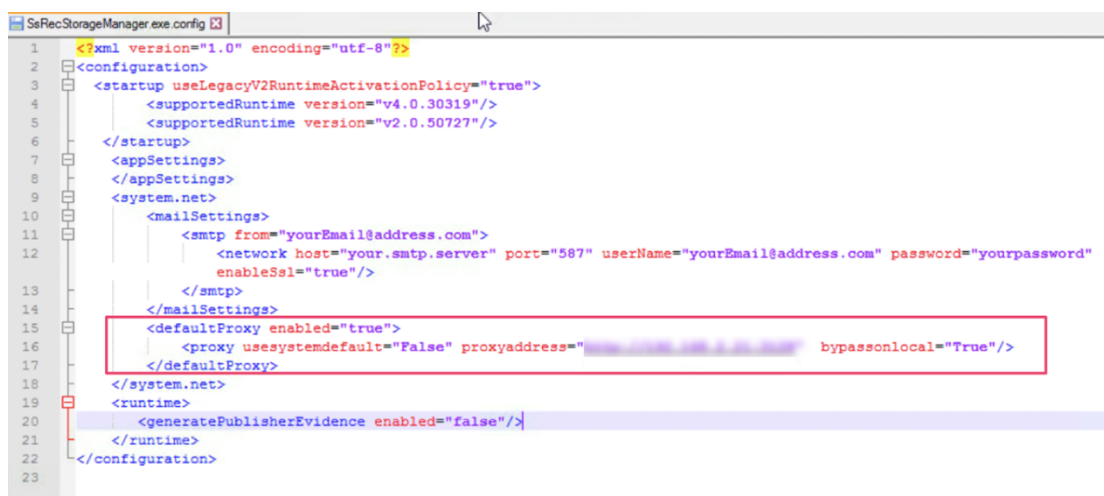 SsRecStorageManager.exe.config
1 <?xml version="1.0" encoding="utf-8"?>
2 <configuration>
3 <startup useLegacyV2RuntimeActivationPolicy="true">
4 <supportedRuntime version="v4.0.30319"/>
5 <supportedRuntime version="v2.0.50727"/>
6 </startup>
7 <appSettings>
8 </appSettings>
9 <system.net>
10 <mailSettings>
11 <smtp from="yourEmail@address.com">
12 <network host="your.smtp.server" port="587" userName="yourEmail@address.com" password="yourpassword"
enableSsl="true"/>
13 </smtp>
14 </mailSettings>
15 <defaultProxy enabled="true">
16 <proxy usesystemdefault="False" proxyaddress=" bypassonlocal="True"/>
17 </defaultProxy>
18 </system.net>
19 <runtime>
20 <generatePublisherEvidence enabled="false"/>
21 </runtime>
22 </configuration>
23